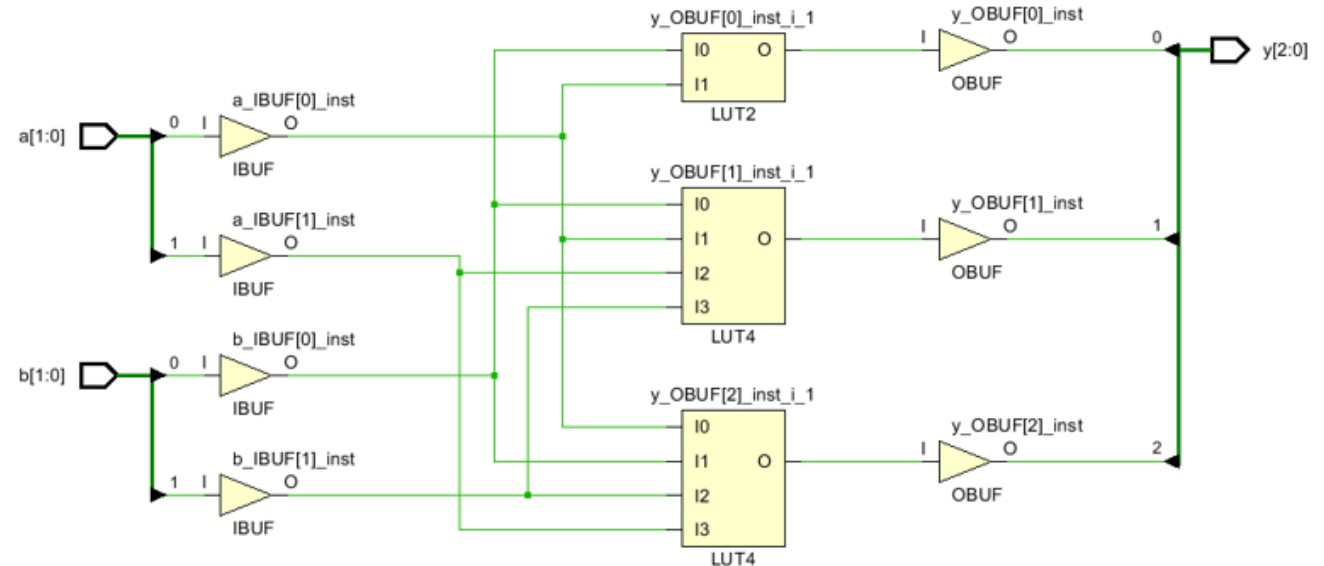 y_OBUF[0]_inst_i_1
I0 O
I1
LUT2
y_OBUF[0]_inst
I O
OBUF
0
y[2:0]
a[1:0]
0
a_IBUF[0]_inst
I O
IBUF
1
a_IBUF[1]_inst
I O
IBUF
y_OBUF[1]_inst_i_1
I0
I1 O
I2
I3
LUT4
y_OBUF[1]_inst
I O
OBUF
1
b[1:0]
0
b_IBUF[0]_inst
I O
IBUF
1
b_IBUF[1]_inst
I O
IBUF
y_OBUF[2]_inst_i_1
I0
I1 O
I2
I3
LUT4
y_OBUF[2]_inst
I O
OBUF
2